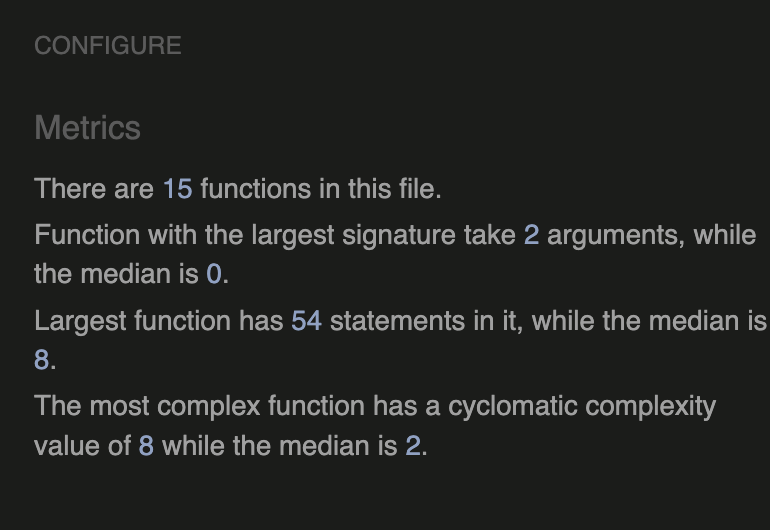 CONFIGURE
Metrics
There are 15 functions in this file.
Function with the largest signature take 2 arguments, while
the median is 0.
Largest function has 54 statements in it, while the median is
8.
The most complex function has a cyclomatic complexity
value of 8 while the median is 2.